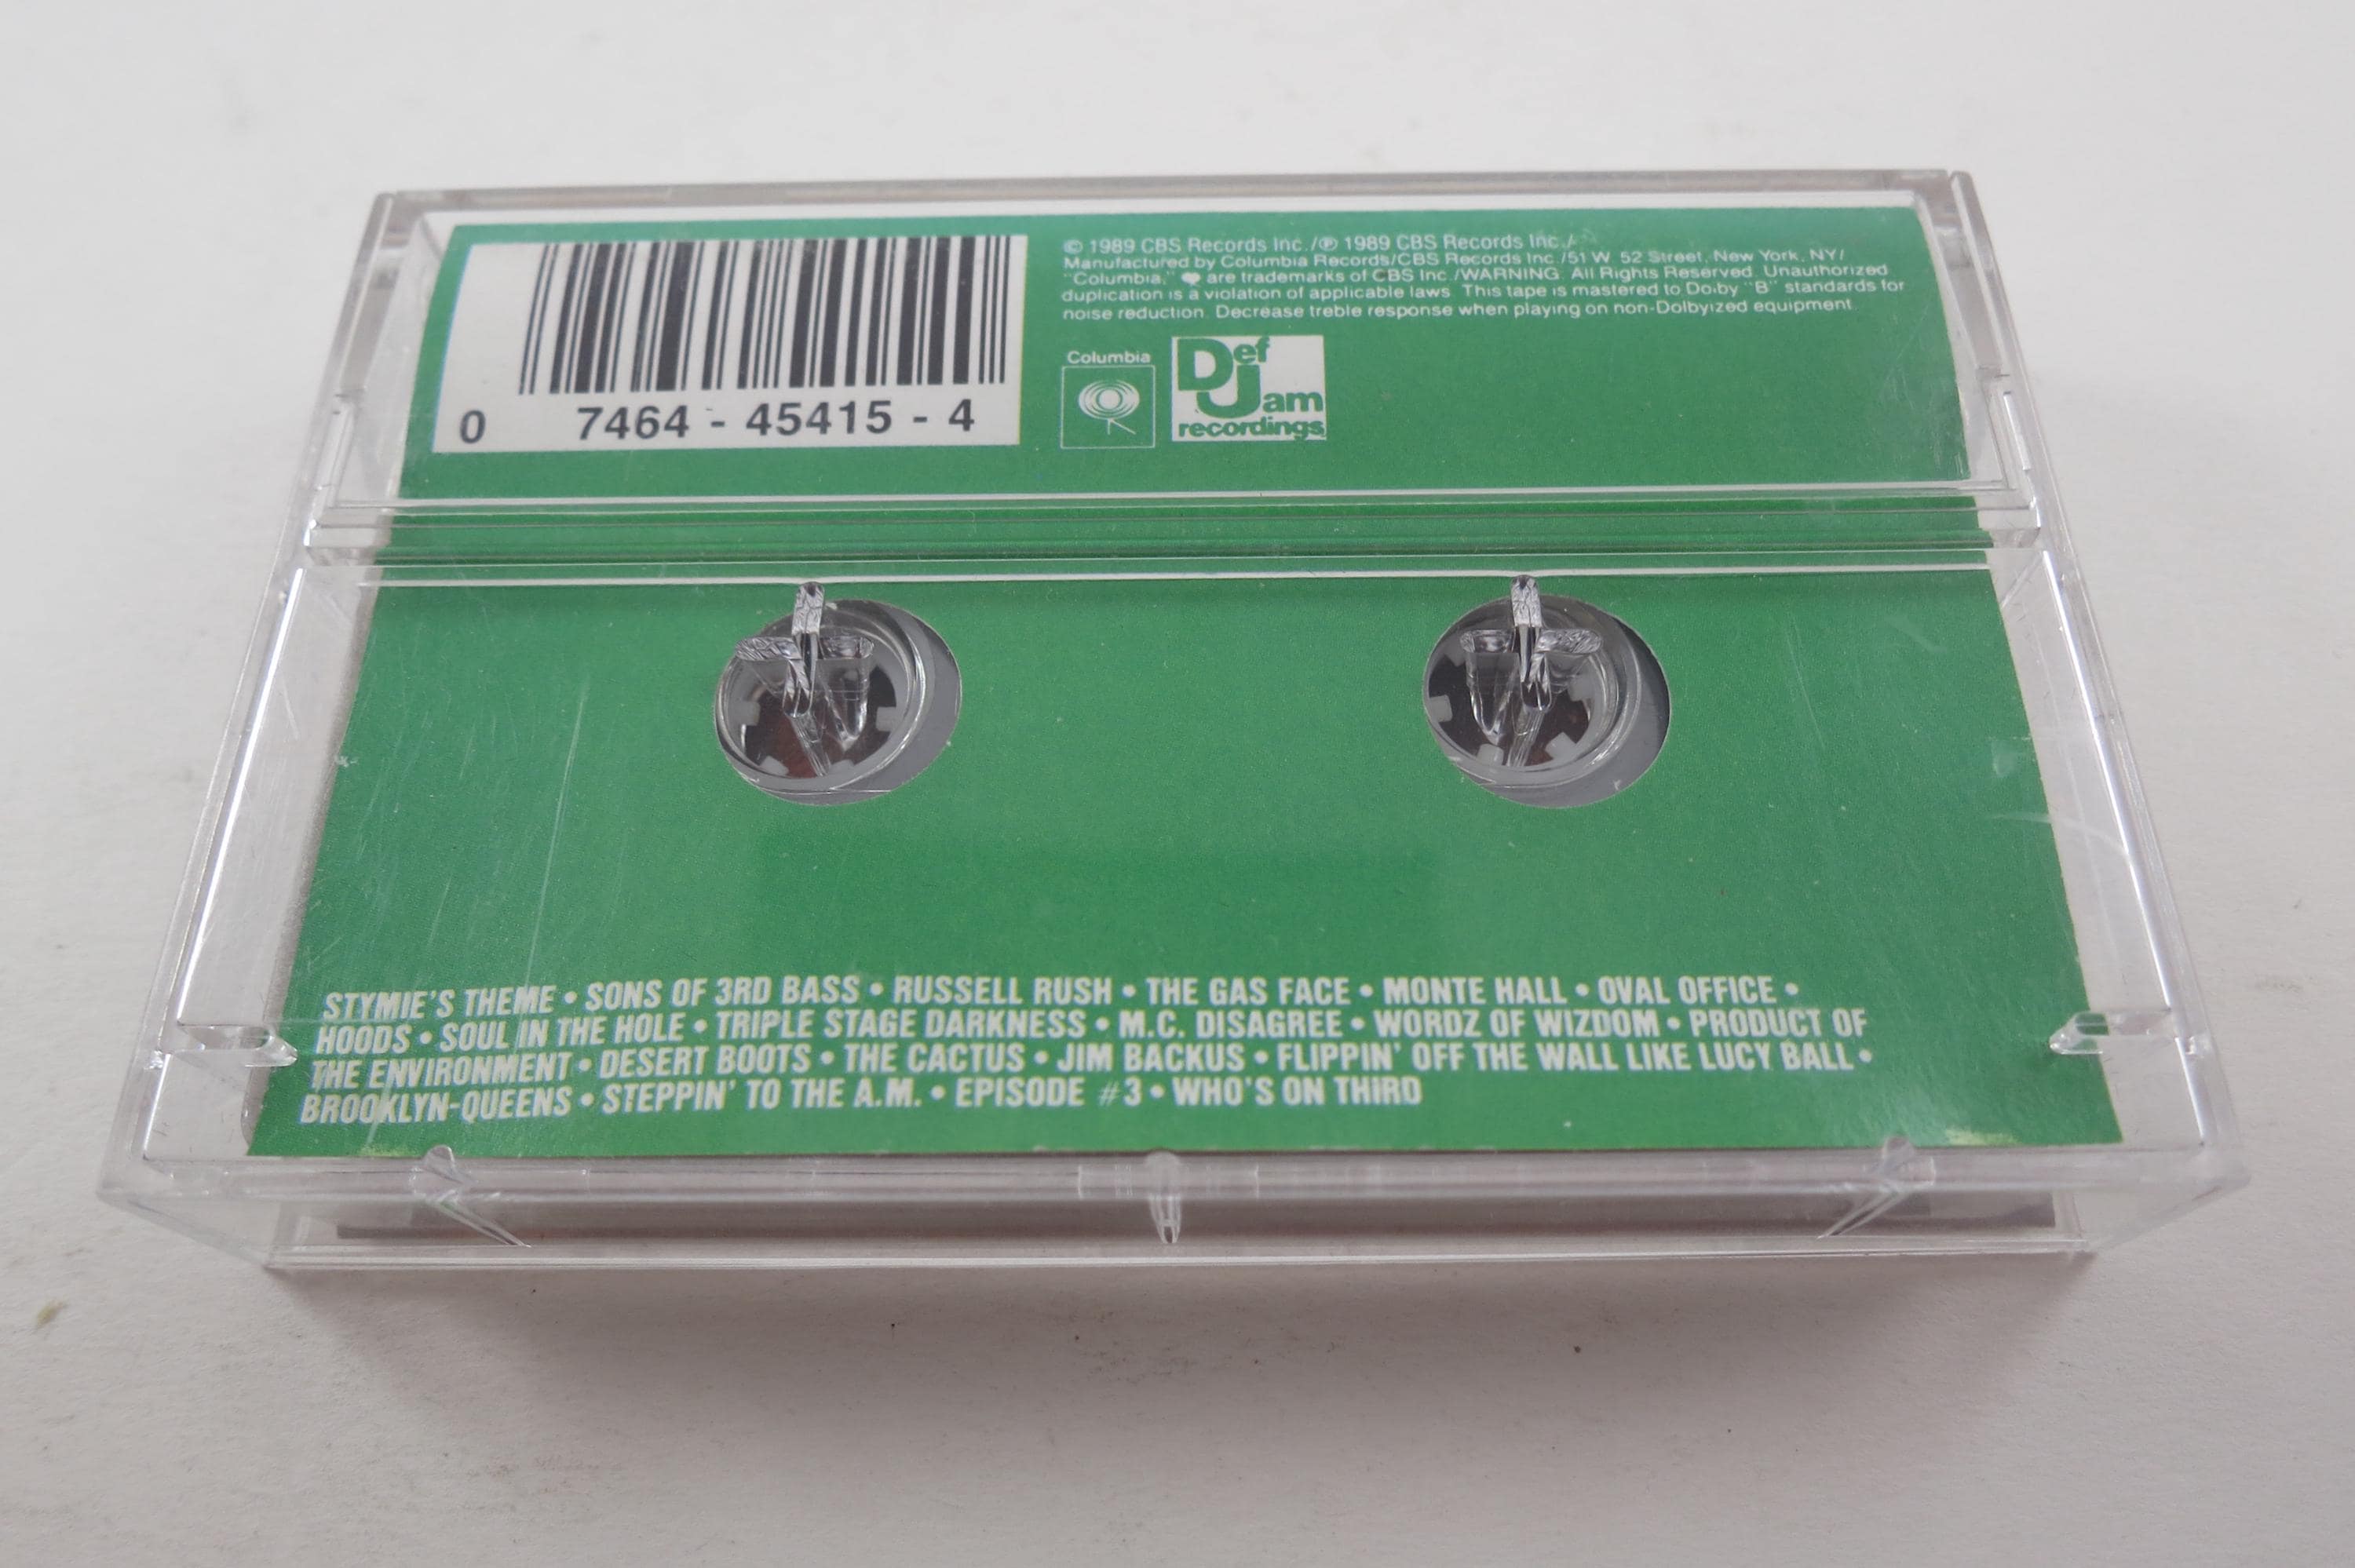 0 7464 - 45415 - 4
© 1989 CBS Records Inc./℗ 1989 CBS Records Inc./
Manufactured by Columbia Records/CBS Records Inc./51 W. 52 Street, New York, NY/
"Columbia," ❤ are trademarks of CBS Inc./WARNING: All Rights Reserved. Unauthorized
duplication is a violation of applicable laws. This tape is mastered to Dolby "B" standards for
noise reduction. Decrease treble response when playing on non-Dolbyized equipment.
Columbia
Def
Jam
recordings
STYMIE'S THEME • SONS OF 3RD BASS • RUSSELL RUSH • THE GAS FACE • MONTE HALL • OVAL OFFICE •
HOODS • SOUL IN THE HOLE • TRIPLE STAGE DARKNESS • M.C. DISAGREE • WORDZ OF WIZDOM • PRODUCT OF
THE ENVIRONMENT • DESERT BOOTS • THE CACTUS • JIM BACKUS • FLIPPIN' OFF THE WALL LIKE LUCY BALL •
BROOKLYN-QUEENS • STEPPIN' TO THE A.M. • EPISODE #3 • WHO'S ON THIRD